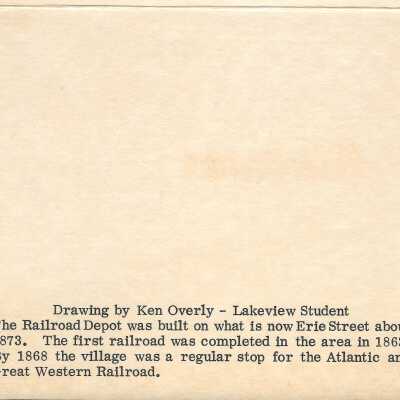 Drawing by Ken Overly - Lakeview Student
he Railroad Depot was built on what is now Erie Street abou
873. The first railroad was completed in the area in 1863
y 1868 the village was a regular stop for the Atlantic an
reat Western Railroad.